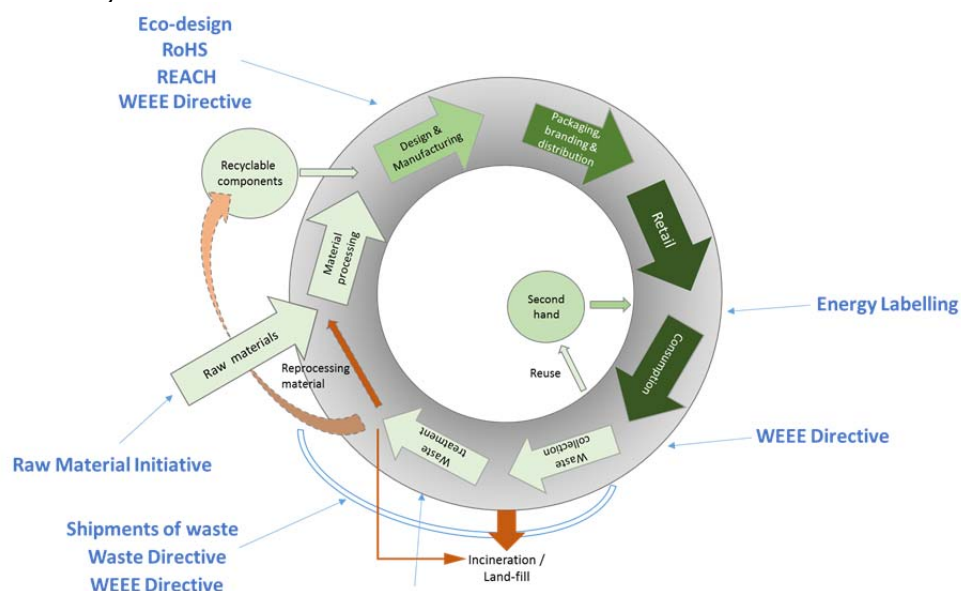 Eco-design
RoHS
REACH
WEEE Directive
Design &
Manufacturing
Packaging,
branding &
distribution
Recyclable
components
Retail
Material
processing
Second
hand
Energy Labelling
Raw materials
Reprocessing
material
Reuse
Consumption
WEEE Directive
Waste
treatment
Waste
collection
Raw Material Initiative
Shipments of waste
Waste Directive
WEEE Directive
Incineration /
Land-fill